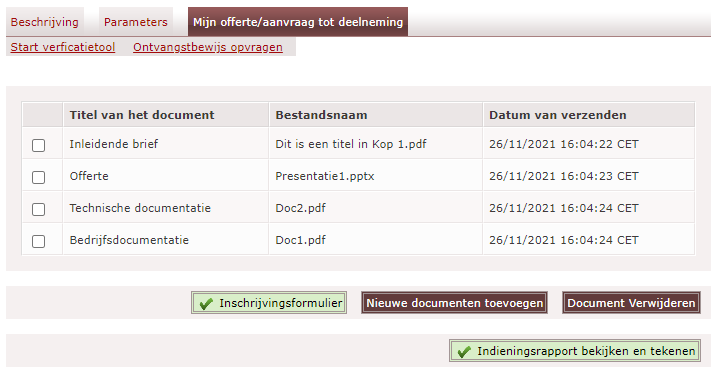 Beschrijving Parameters Mijn offerte/aanvraag tot deelneming
Start verficatietool Ontvangstbewijs opvragen
Titel van het document Bestandsnaam Datum van verzenden
Inleidende brief Dit is een titel in Kop 1.pdf 26/11/2021 16:04:22 CET
Offerte Presentatie1.pptx 26/11/2021 16:04:23 CET
Technische documentatie Doc2.pdf 26/11/2021 16:04:24 CET
Bedrijfsdocumentatie Doc1.pdf 26/11/2021 16:04:24 CET
Inschrijvingsformulier Nieuwe documenten toevoegen Document Verwijderen
Indieningsrapport bekijken en tekenen